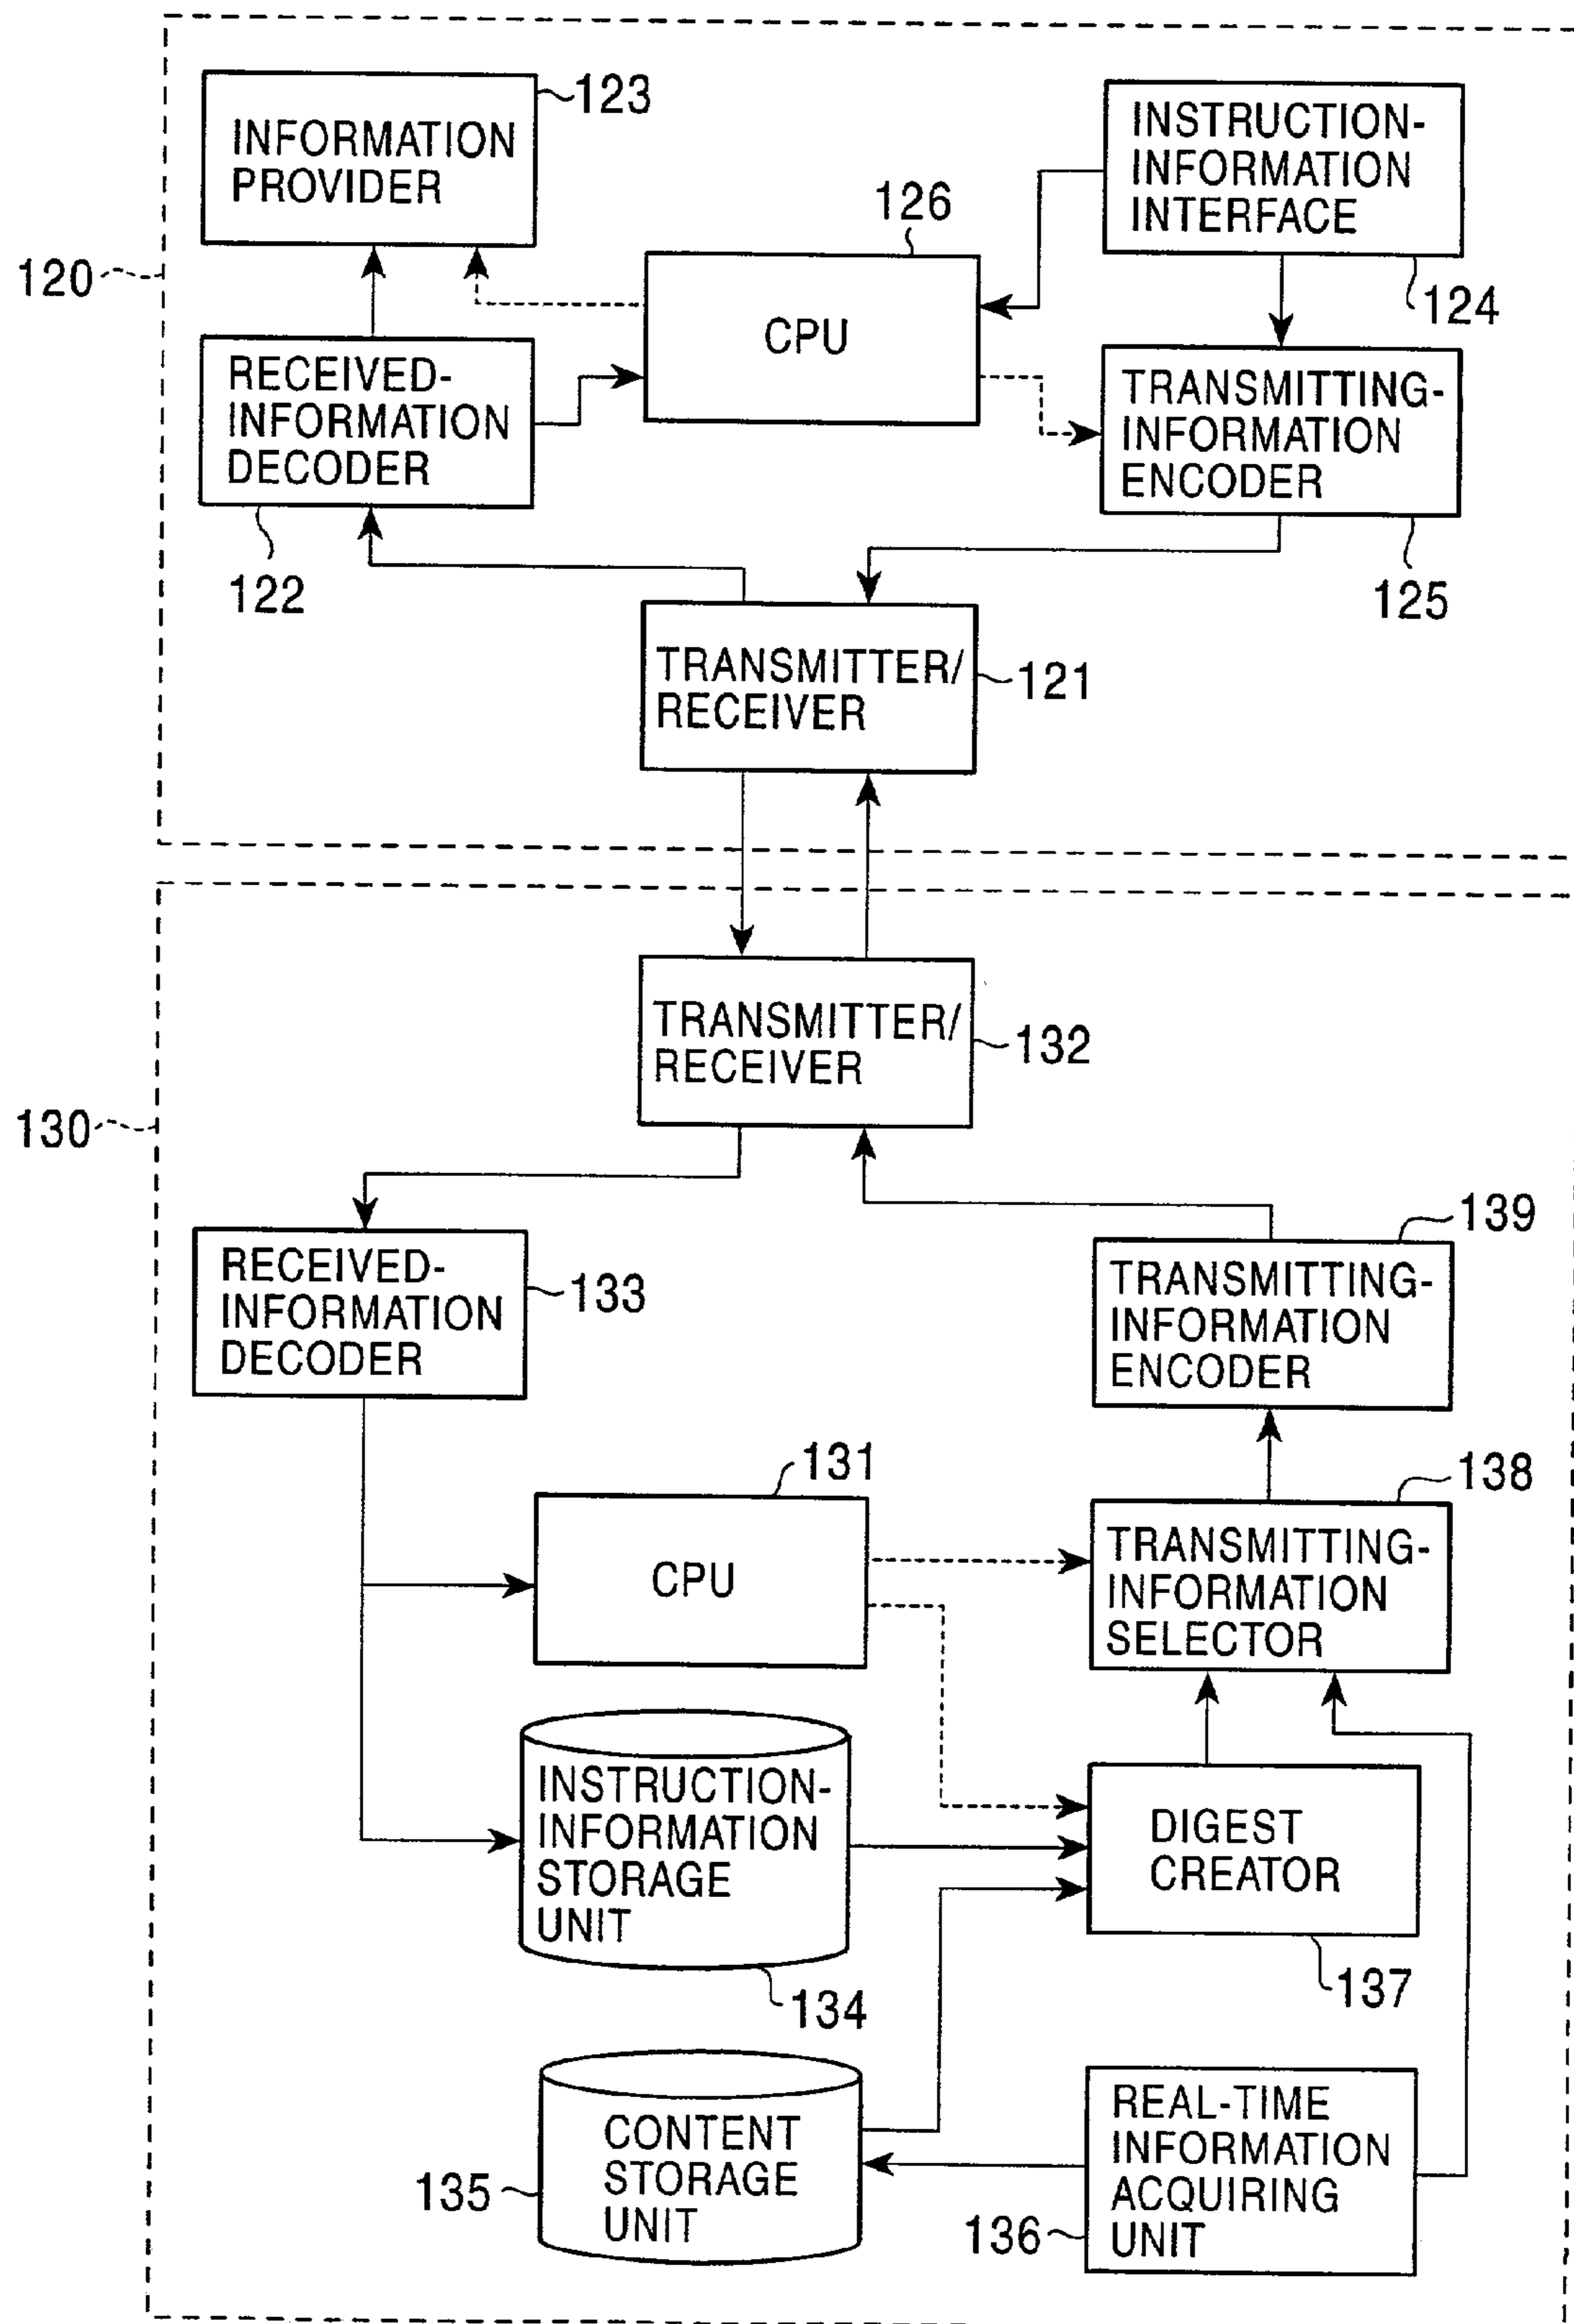 123
INFORMATION
PROVIDER
INSTRUCTION-
INFORMATION
INTERFACE
126
120
124
CPU
RECEIVED-
INFORMATION
DECODER
TRANSMITTING-
INFORMATION
ENCODER
122
125
TRANSMITTER/
RECEIVER
121
TRANSMITTER/
RECEIVER
132
130
139
RECEIVED-
INFORMATION
DECODER
133
TRANSMITTING-
INFORMATION
ENCODER
131
138
CPU
TRANSMITTING-
INFORMATION
SELECTOR
INSTRUCTION-
INFORMATION
STORAGE
UNIT
DIGEST
CREATOR
134
137
CONTENT
STORAGE
UNIT
135
REAL-TIME
INFORMATION
ACQUIRING
UNIT
136